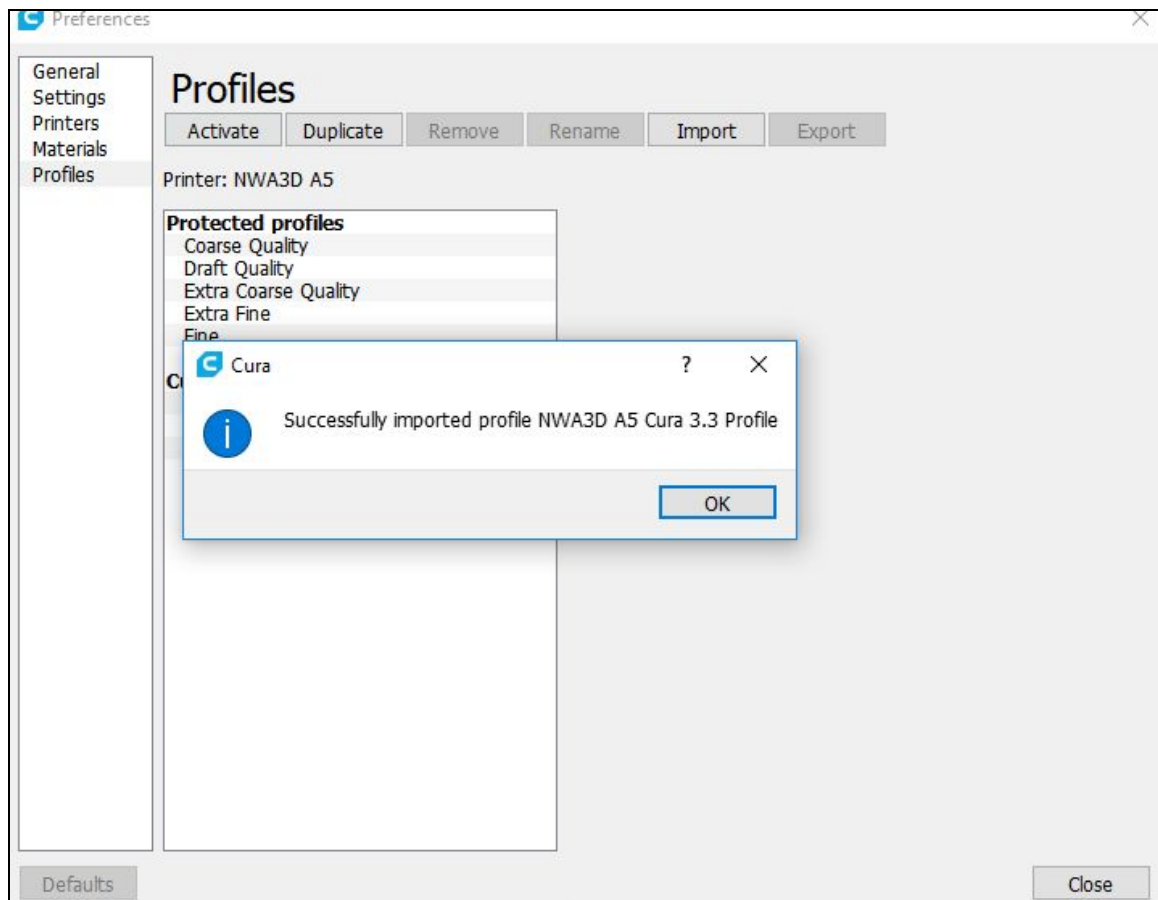 Preferences
General
Settings
Printers
Materials
Profiles
Profiles
Activate Duplicate Remove Rename Import Export
Printer: NWA3D A5
Protected profiles
Coarse Quality
Draft Quality
Extra Coarse Quality
Extra Fine
Fine
Cura ?
Successfully imported profile NWA3D A5 Cura 3.3 Profile
OK
Defaults Close